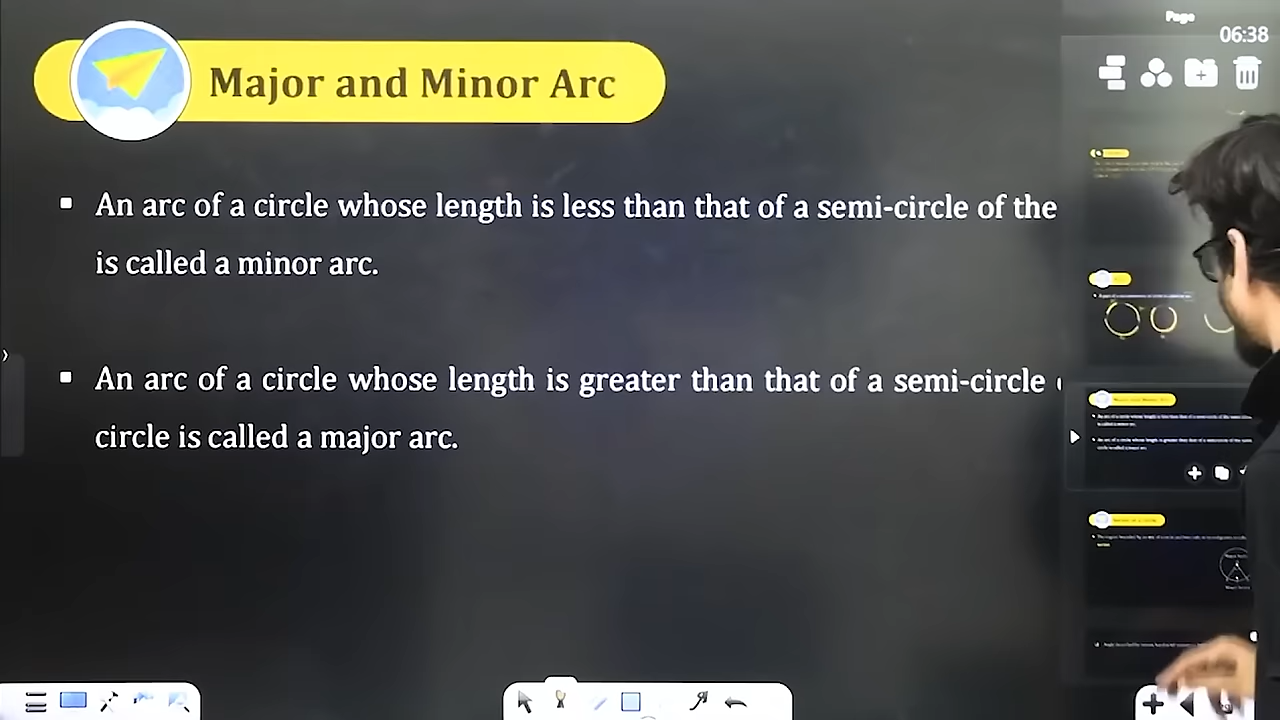 Page
06:38
Major and Minor Arc
▪ An arc of a circle whose length is less than that of a semi-circle of the
is called a minor arc.
▪ An arc of a circle whose length is greater than that of a semi-circle
circle is called a major arc.